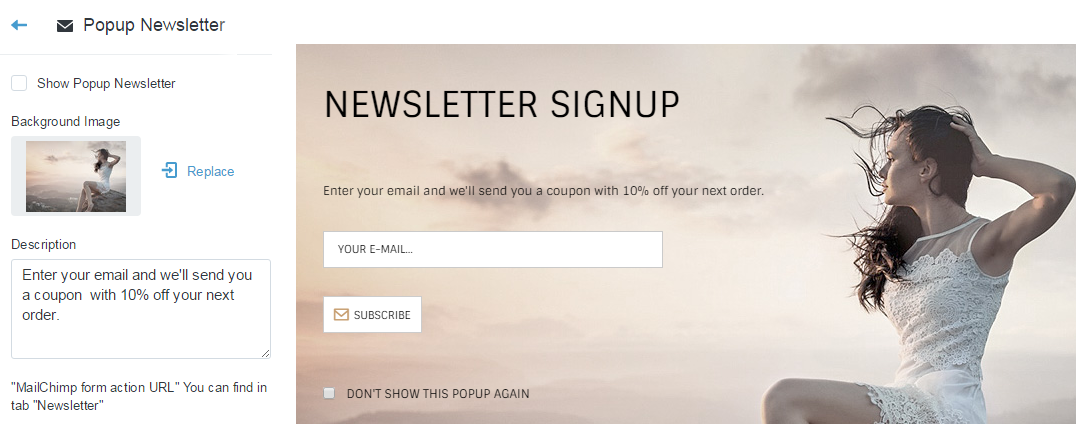 Popup Newsletter
Show Popup Newsletter
Background Image
Replace
Description
Enter your email and we'll send you
a coupon  with 10% off your next
order.
"MailChimp form action URL" You can find in
tab "Newsletter"
NEWSLETTER SIGNUP
Enter your email and we'll send you a coupon with 10% off your next order.
YOUR E-MAIL...
SUBSCRIBE
DON'T SHOW THIS POPUP AGAIN